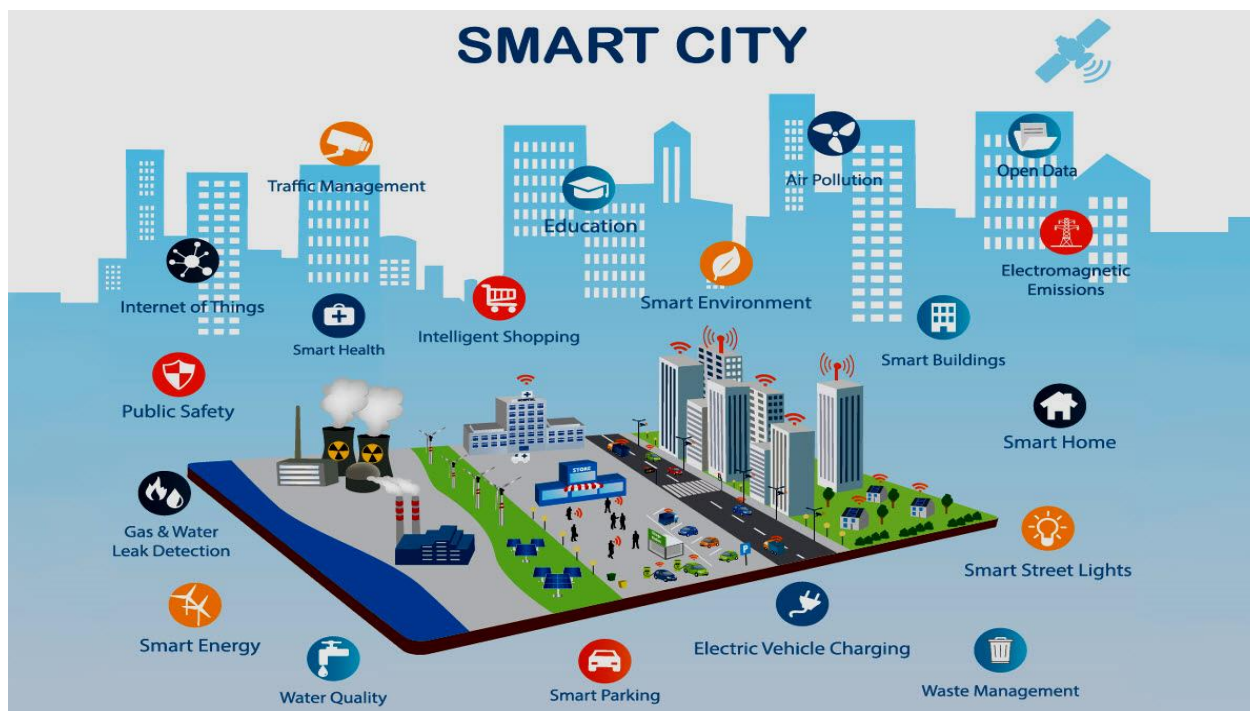 SMART CITY
Traffic Management
Education
Air Pollution
Open Data
Internet of Things
Smart Health
Intelligent Shopping
Smart Environment
Electromagnetic
Emissions
Smart Buildings
Public Safety
Smart Home
STORE
Gas & Water
Leak Detection
P
Smart Street Lights
Smart Energy
Electric Vehicle Charging
Water Quality
Smart Parking
Waste Management